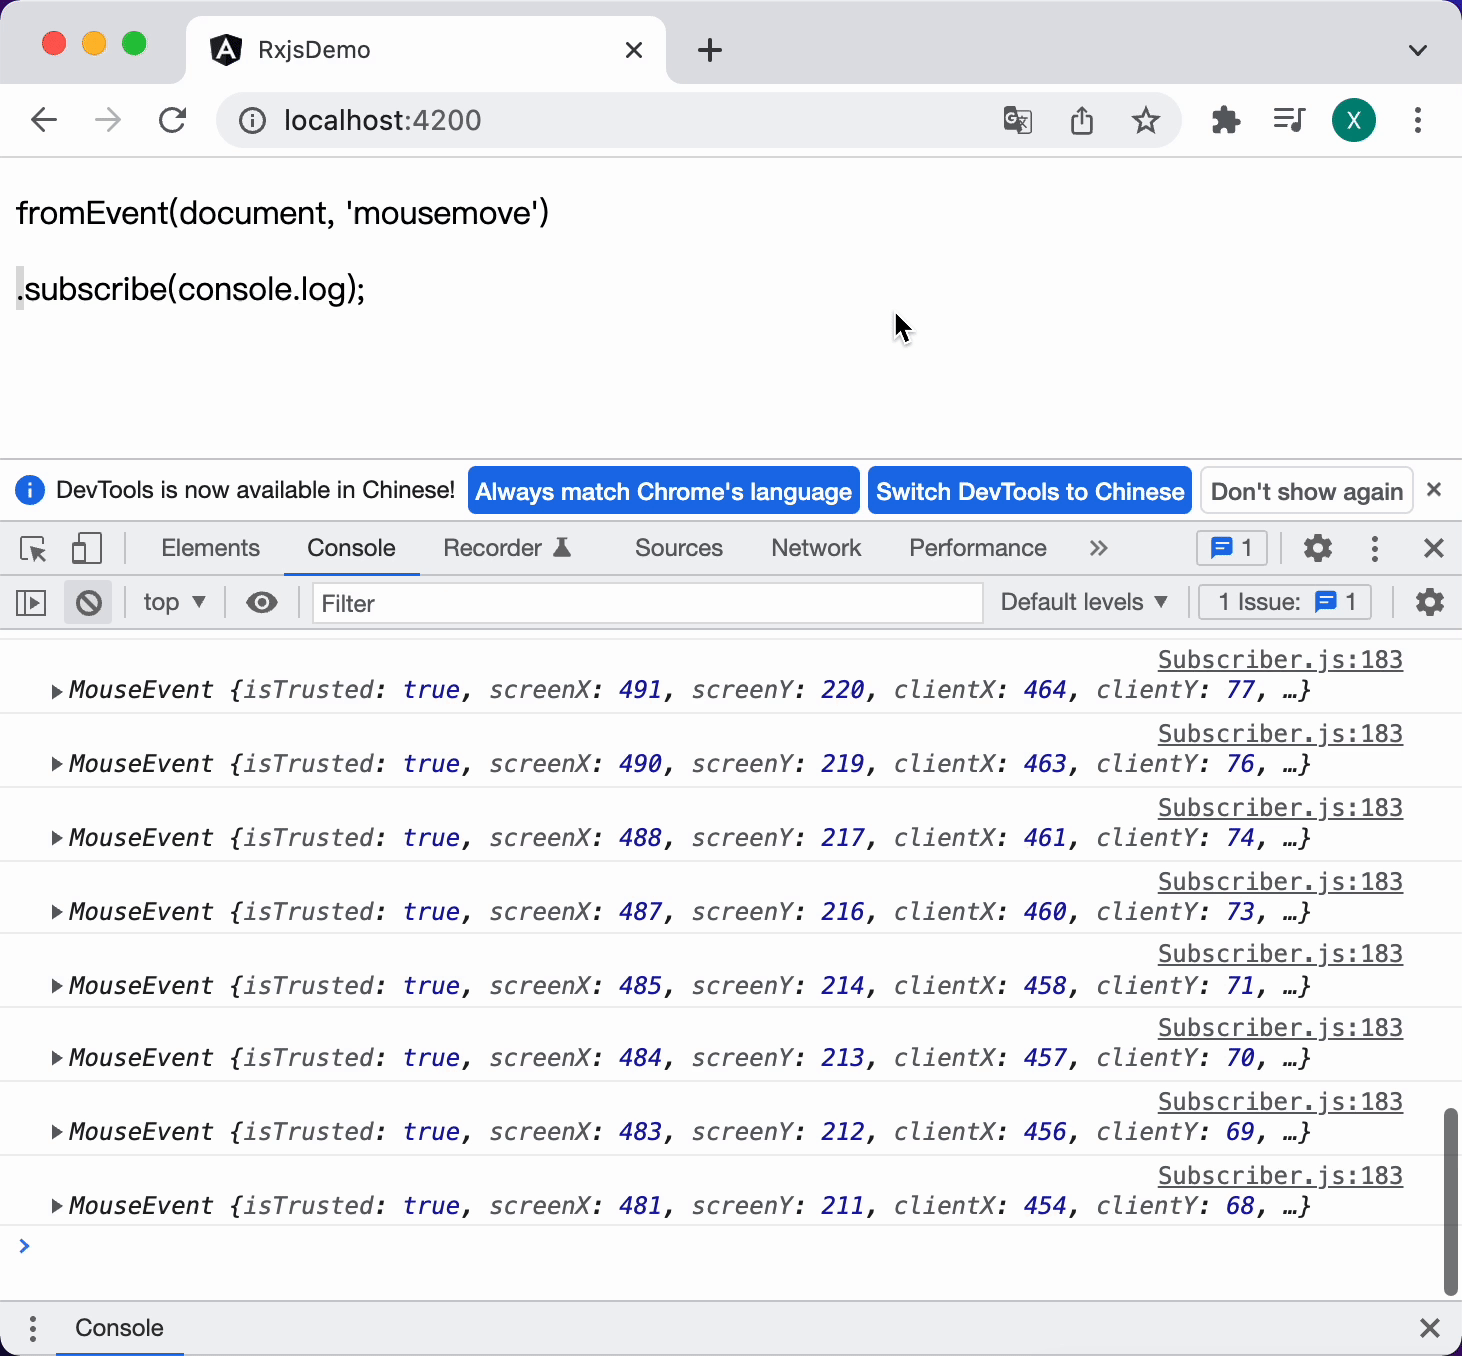 RxjsDemo
localhost:4200
X
fromEvent(document, 'mousemove')
.subscribe(console.log);
DevTools is now available in Chinese! Always match Chrome's language Switch DevTools to Chinese Don't show again
Elements Console Recorder Sources Network Performance 1
top Filter Default levels 1 Issue: 1
Subscriber.js:183
MouseEvent {isTrusted: true, screenX: 491, screenY: 220, clientX: 464, clientY: 77, …}
Subscriber.js:183
MouseEvent {isTrusted: true, screenX: 490, screenY: 219, clientX: 463, clientY: 76, …}
Subscriber.js:183
MouseEvent {isTrusted: true, screenX: 488, screenY: 217, clientX: 461, clientY: 74, …}
Subscriber.js:183
MouseEvent {isTrusted: true, screenX: 487, screenY: 216, clientX: 460, clientY: 73, …}
Subscriber.js:183
MouseEvent {isTrusted: true, screenX: 485, screenY: 214, clientX: 458, clientY: 71, …}
Subscriber.js:183
MouseEvent {isTrusted: true, screenX: 484, screenY: 213, clientX: 457, clientY: 70, …}
Subscriber.js:183
MouseEvent {isTrusted: true, screenX: 483, screenY: 212, clientX: 456, clientY: 69, …}
Subscriber.js:183
MouseEvent {isTrusted: true, screenX: 481, screenY: 211, clientX: 454, clientY: 68, …}
Console